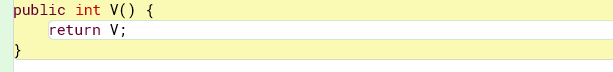 public int V() {
    return V;
}